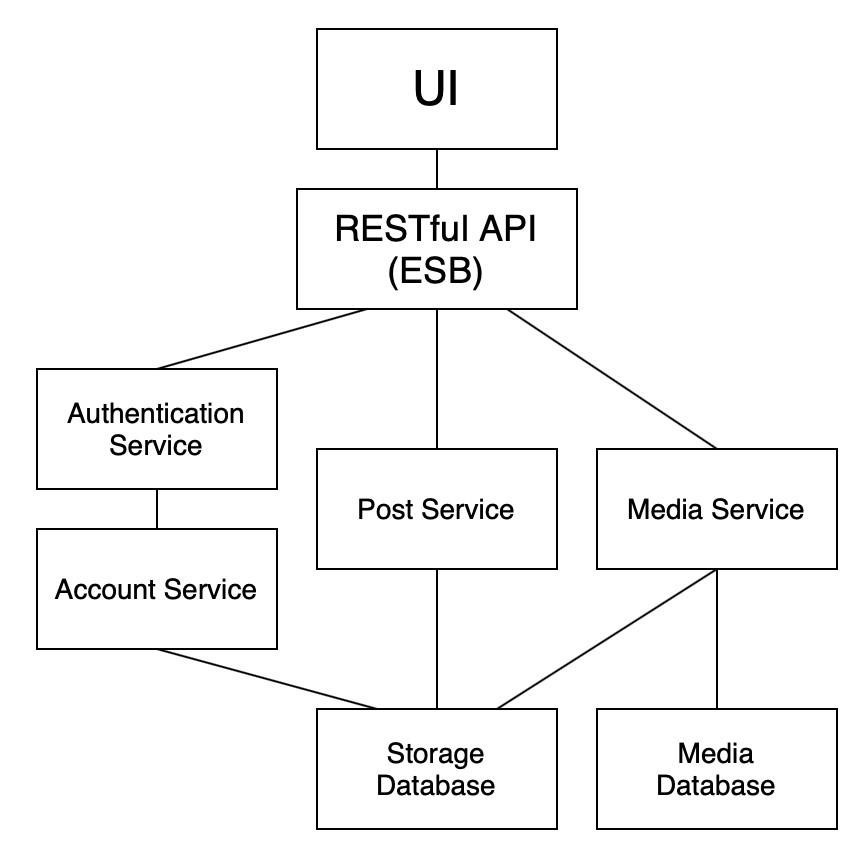 UI
RESTful API
(ESB)
Authentication
Service
Post Service
Media Service
Account Service
Storage
Database
Media
Database